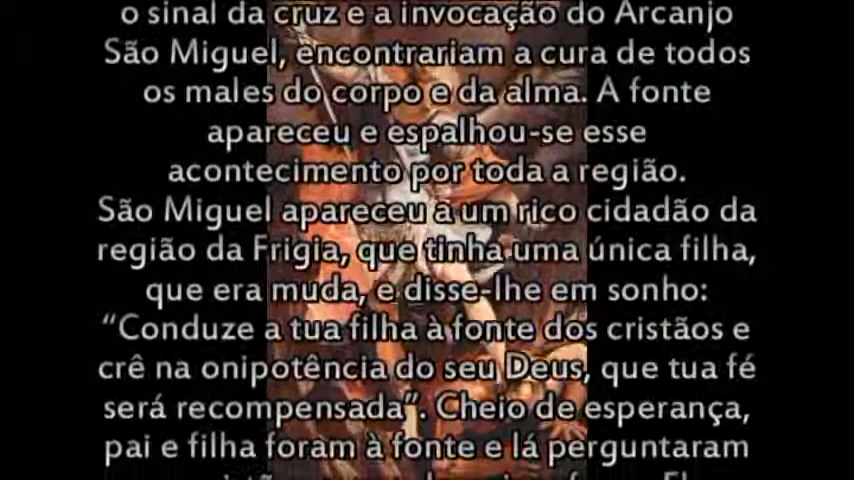 o sinal da cruz e a invocação do Arcanjo
São Miguel, encontrariam a cura de todos
os males do corpo e da alma. A fonte
apareceu e espalhou-se esse
acontecimento por toda a região.
São Miguel apareceu a um rico cidadão da
região da Frigia, que tinha uma única filha,
que era muda, e disse-lhe em sonho:
“Conduze a tua filha à fonte dos cristãos e
crê na onipotência do seu Deus, que tua fé
será recompensada”. Cheio de esperança,
pai e filha foram à fonte e lá perguntaram